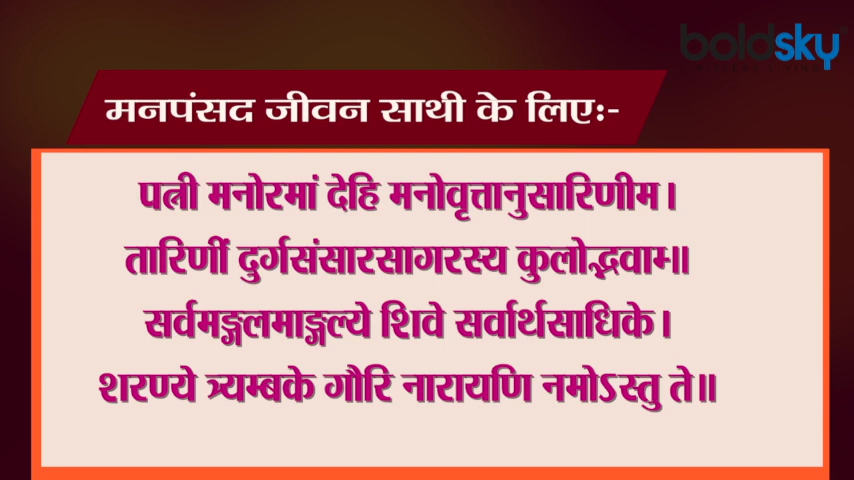 boldsky
मनपंसद जीवन साथी के लिएः-
पत्नी मनोरमां देहि मनोवृत्तानुसारिणीम।
तारिणीं दुर्गसंसारसागरस्य कुलोद्भवाम्॥
सर्वमङ्गलमाङ्गल्ये शिवे सर्वार्थसाधिके।
शरण्ये त्र्यम्बके गौरि नारायणि नमोऽस्तु ते॥